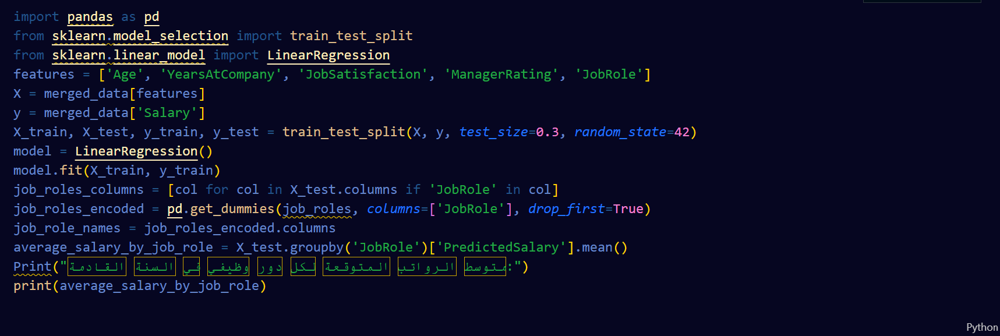 import pandas as pd
from sklearn.model_selection import train_test_split
from sklearn.linear_model import LinearRegression
features = ['Age', 'YearsAtCompany', 'JobSatisfaction', 'ManagerRating', 'JobRole']
X = merged_data[features]
y = merged_data['Salary']
X_train, X_test, y_train, y_test = train_test_split(X, y, test_size=0.3, random_state=42)
model = LinearRegression()
model.fit(X_train, y_train)
job_roles_columns = [col for col in X_test.columns if 'JobRole' in col]
job_roles_encoded = pd.get_dummies(job_roles, columns=['JobRole'], drop_first=True)
job_role_names = job_roles_encoded.columns
average_salary_by_job_role = X_test.groupby('JobRole')['PredictedSalary'].mean()
Print("متوسط الرواتب المتوقعة لكل دور وظيفي في السنة القادمة:")
print(average_salary_by_job_role)
Python